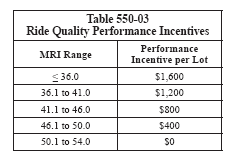 Table 550-03
Ride Quality Performance Incentives
MRI Range
Performance
Incentive per Lot
≤ 36.0
$1,600
36.1 to 41.0
$1,200
41.1 to 46.0
$800
46.1 to 50.0
$400
50.1 to 54.0
$0